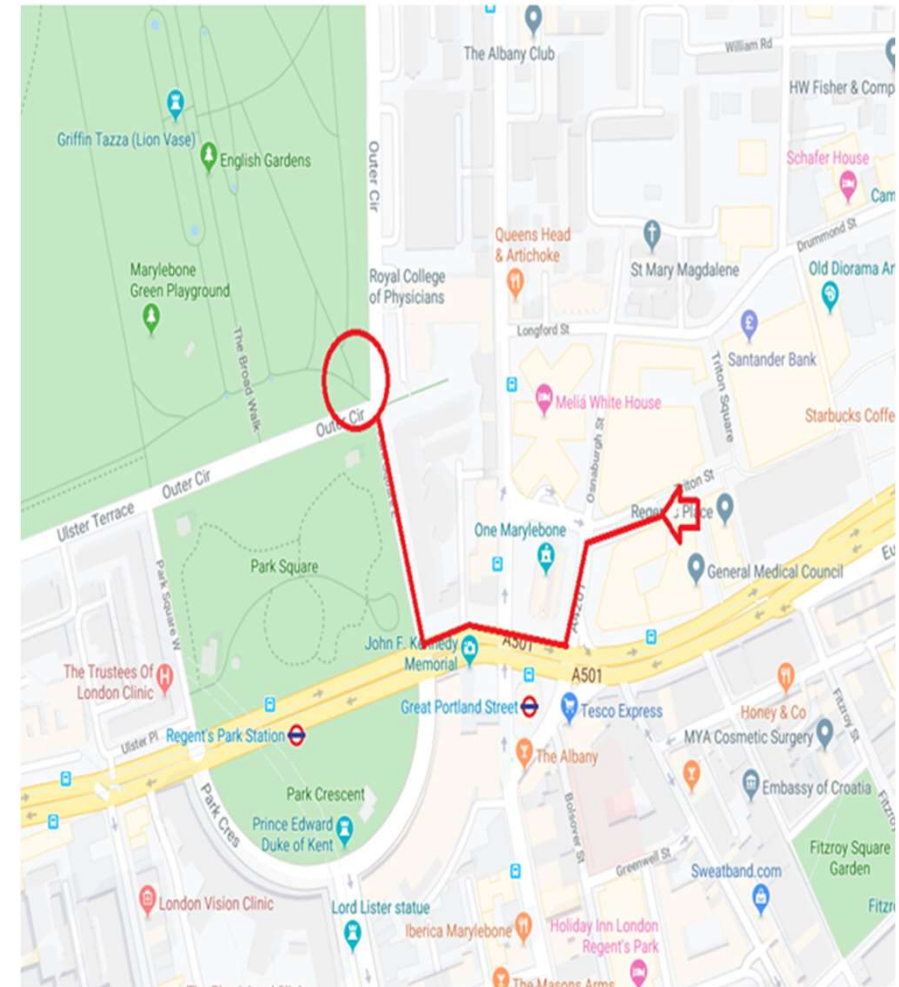 The Albany Club
William Rd
HW Fisher & Comp
Griffin Tazza (Lion Vase)
English Gardens
Outer Cir
Schafer House
Cam
Drummond St
Queens Head
& Artichoke
St Mary Magdalene
Old Diorama Ar
Marylebone
Green Playground
Royal College
of Physicians
Longford St
The Broad Walk
Santander Bank
Triton Square
Meliá White House
Starbucks Coffe
Outer Cir
Osnaburgh St
Outer Cir
Ulster Terrace
Place
One Marylebone
General Medical Council
Eu
Park Square
Park Square W
John F. Kennedy
Memorial
A501
A501
The Trustees Of
London Clinic
Great Portland Street
Tesco Express
Honey & Co
Fitzroy St
Regent's Park Station
Ulster Pl
MYA Cosmetic Surgery
The Albany
Park Crescent
Park Cres
Embassy of Croatia
Fitzroy
Prince Edward
Duke of Kent
Bolsover St
Greenwell St
Fitzroy Square
Garden
Sweatband.com
London Vision Clinic
Lord Lister statue
Iberica Marylebone
Holiday Inn London
Regent's Park
Fitzr
The Masons Arms